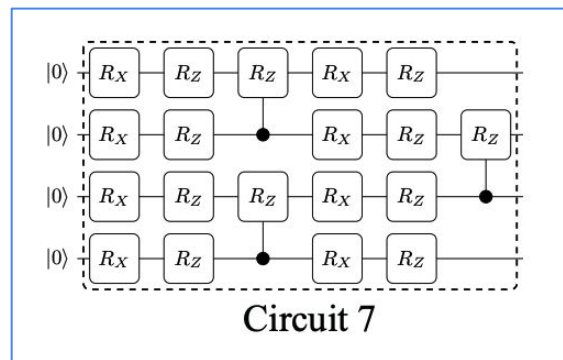 |0⟩ R_X R_Z R_Z R_X R_Z
|0⟩ R_X R_Z R_X R_Z R_Z
|0⟩ R_X R_Z R_Z R_X R_Z
|0⟩ R_X R_Z R_X R_Z
Circuit 7